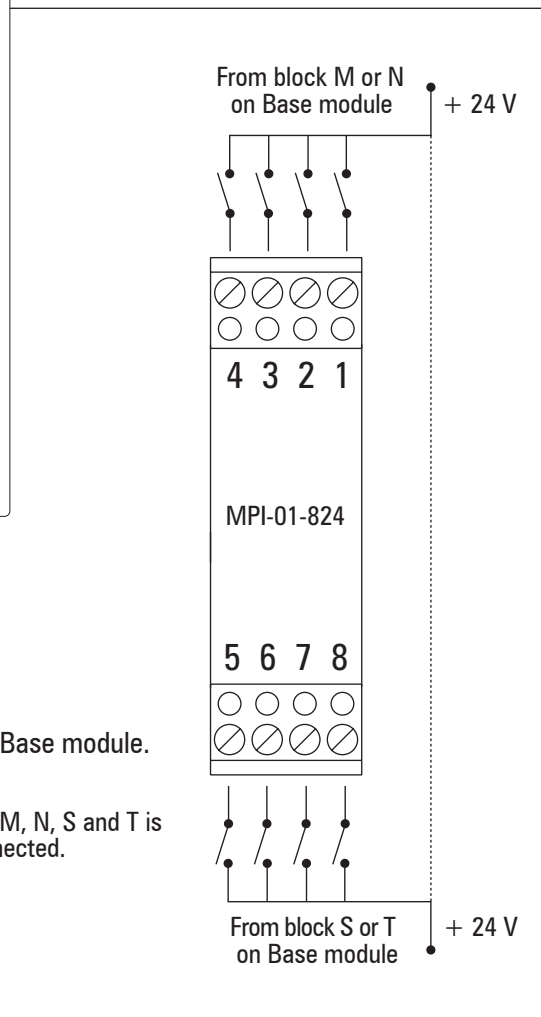 From block M or N
on Base module
+ 24 V
4 3 2 1
MPI-01-824
5 6 7 8
Base module.
M, N, S and T is
nected.
From block S or T
on Base module
+ 24 V